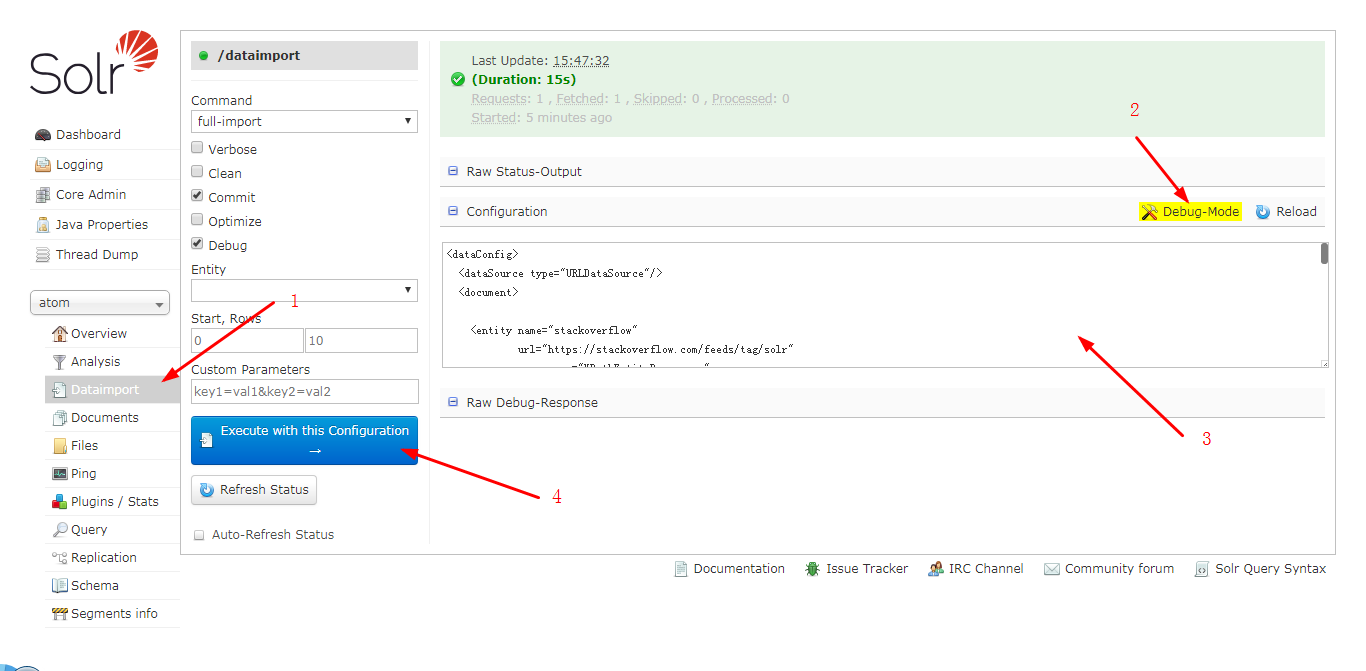 Solr
Dashboard
Logging
Core Admin
Java Properties
Thread Dump
atom
Overview
Analysis
Dataimport
Documents
Files
Ping
Plugins / Stats
Query
Replication
Schema
Segments info
/dataimport
Command
full-import
Verbose
Clean
Commit
Optimize
Debug
Entity
1
Start, Rows
0 10
Custom Parameters
key1=val1&key2=val2
Execute with this Configuration
→
4
Refresh Status
Auto-Refresh Status
Last Update: 15:47:32
(Duration: 15s)
Requests: 1 , Fetched: 1 , Skipped: 0 , Processed: 0
Started: 5 minutes ago
2
Raw Status-Output
Configuration
Debug-Mode Reload
<dataConfig>
<dataSource type="URLDataSource"/>
<document>
<entity name="stackoverflow"
url="https://stackoverflow.com/feeds/tag/solr"
3
Raw Debug-Response
Documentation Issue Tracker IRC Channel Community forum Solr Query Syntax